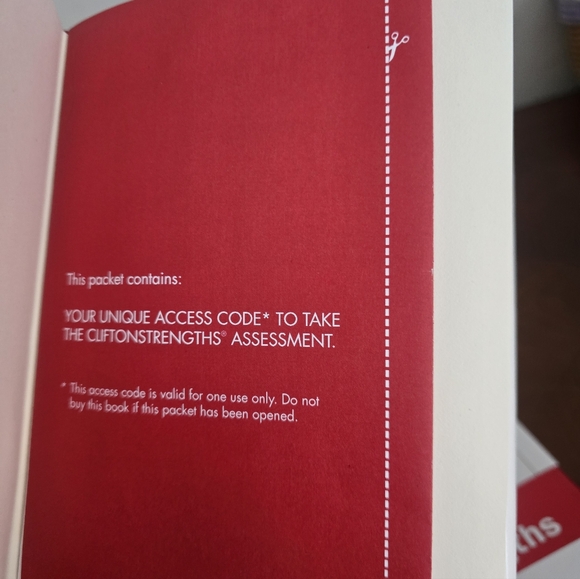 This packet contains:
YOUR UNIQUE ACCESS CODE* TO TAKE
THE CLIFTONSTRENGTHS® ASSESSMENT.
* This access code is valid for one use only. Do not
buy this book if this packet has been opened.
ths